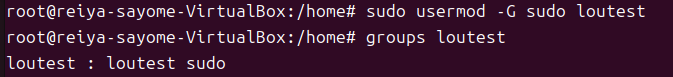 root@reiya-sayome-VirtualBox:/home# sudo usermod -G sudo loutest
root@reiya-sayome-VirtualBox:/home# groups loutest
loutest : loutest sudo